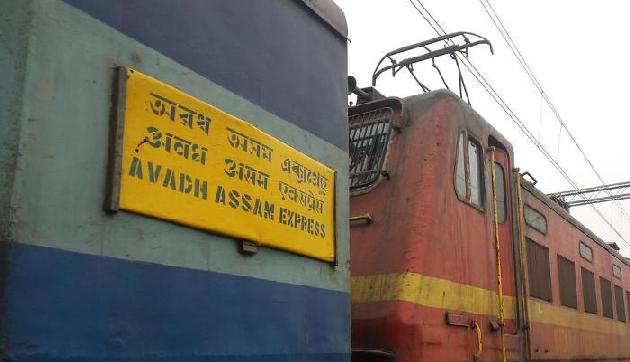 অৱধ অসম এক্সপ্ৰেছ
अवध असम एक्सप्रेस
AVADH ASSAM EXPRESS